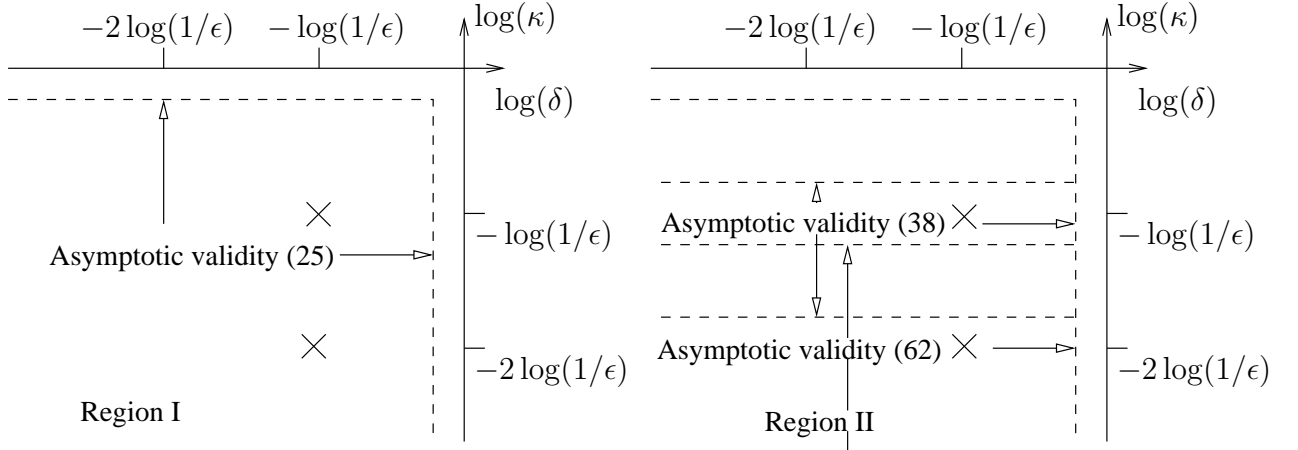 log(κ)
−2 log(1/ϵ)
− log(1/ϵ)
log(δ)
− log(1/ϵ)
Asymptotic validity (25)
−2 log(1/ϵ)
Region I
log(κ)
−2 log(1/ϵ)
− log(1/ϵ)
log(δ)
Asymptotic validity (38)
− log(1/ϵ)
Asymptotic validity (62)
−2 log(1/ϵ)
Region II